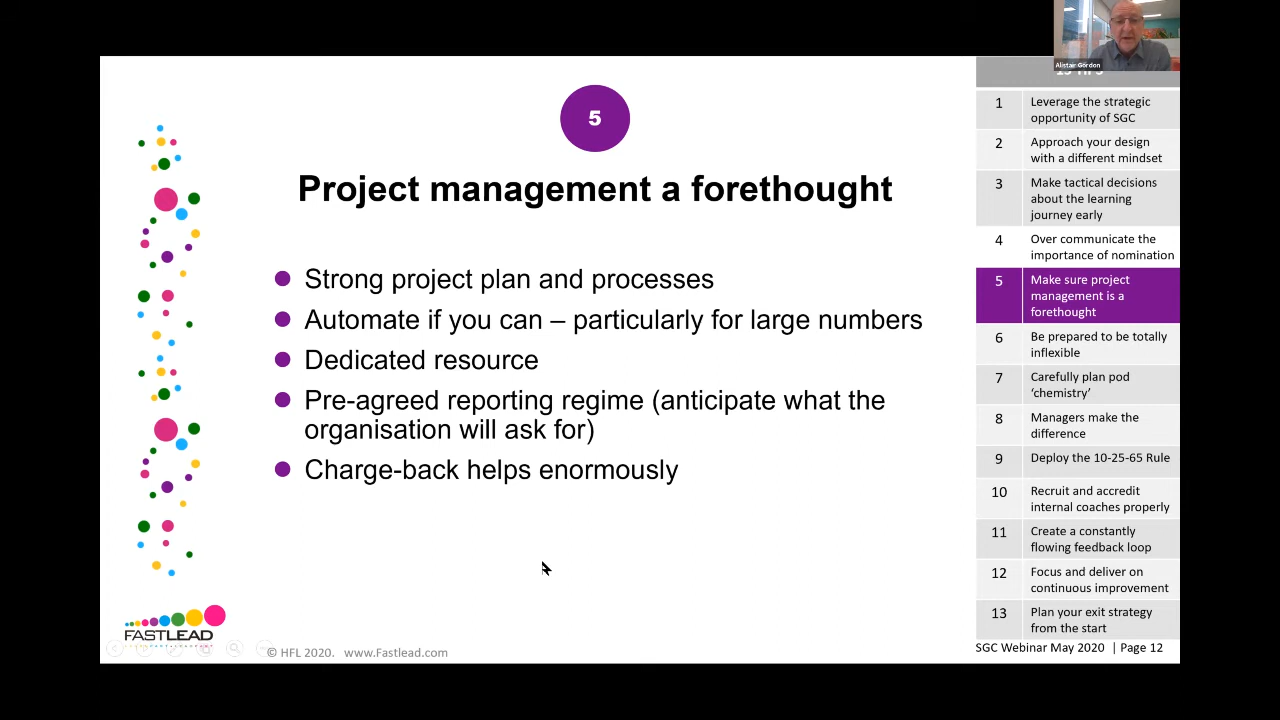 Alistair Gordon
5
Project management a forethought
Strong project plan and processes
Automate if you can – particularly for large numbers
Dedicated resource
Pre-agreed reporting regime (anticipate what the
organisation will ask for)
Charge-back helps enormously
1 Leverage the strategic
opportunity of SGC
2 Approach your design
with a different mindset
3 Make tactical decisions
about the learning
journey early
4 Over communicate the
importance of nomination
5 Make sure project
management is a
forethought
6 Be prepared to be totally
inflexible
7 Carefully plan pod
‘chemistry’
8 Managers make the
difference
9 Deploy the 10-25-65 Rule
10 Recruit and accredit
internal coaches properly
11 Create a constantly
flowing feedback loop
12 Focus and deliver on
continuous improvement
13 Plan your exit strategy
from the start
FASTLEAD
© HFL 2020. www.Fastlead.com
SGC Webinar May 2020 | Page 12